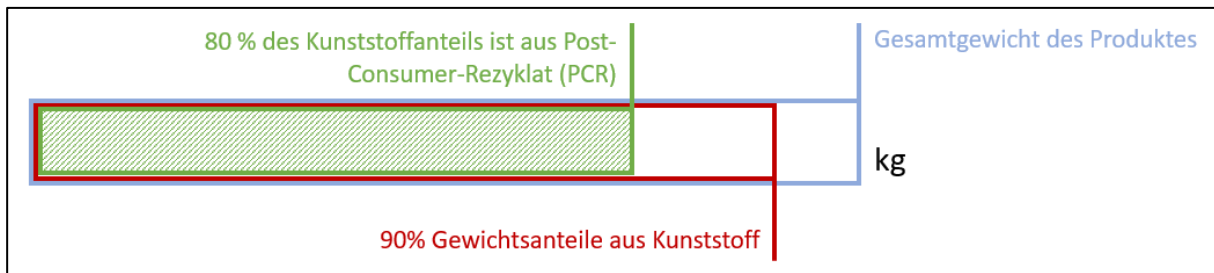 80 % des Kunststoffanteils ist aus Post-
Consumer-Rezyklat (PCR)
Gesamtgewicht des Produktes
kg
90% Gewichtsanteile aus Kunststoff